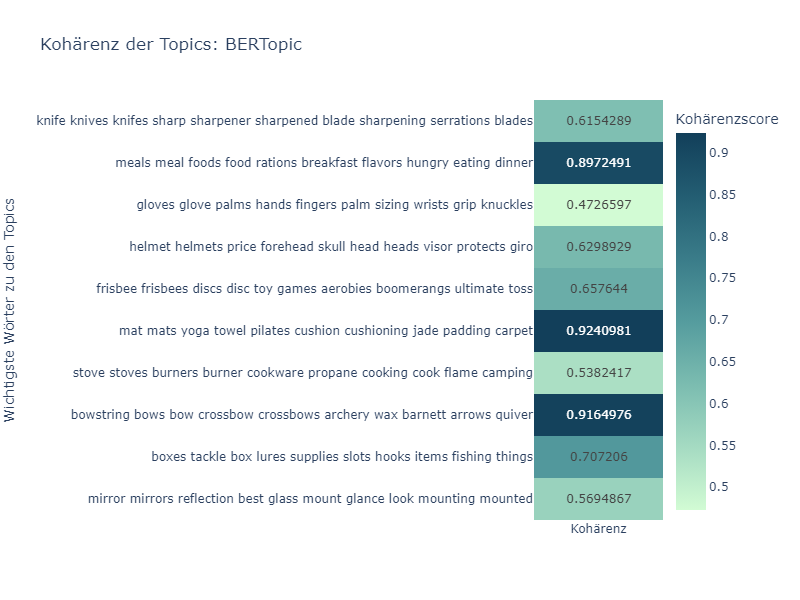 Kohärenz der Topics: BERTopic
Wichtigste Wörter zu den Topics
knife knives knifes sharp sharpener sharpened blade sharpening serrations blades 0.6154289
meals meal foods food rations breakfast flavors hungry eating dinner 0.8972491
gloves glove palms hands fingers palm sizing wrists grip knuckles 0.4726597
helmet helmets price forehead skull head heads visor protects giro 0.6298929
frisbee frisbees discs disc toy games aerobies boomerangs ultimate toss 0.657644
mat mats yoga towel pilates cushion cushioning jade padding carpet 0.9240981
stove stoves burners burner cookware propane cooking cook flame camping 0.5382417
bowstring bows bow crossbow crossbows archery wax barnett arrows quiver 0.9164976
boxes tackle box lures supplies slots hooks items fishing things 0.707206
mirror mirrors reflection best glass mount glance look mounting mounted 0.5694867
Kohärenz
Kohärenzscore
0.9
0.85
0.8
0.75
0.7
0.65
0.6
0.55
0.5